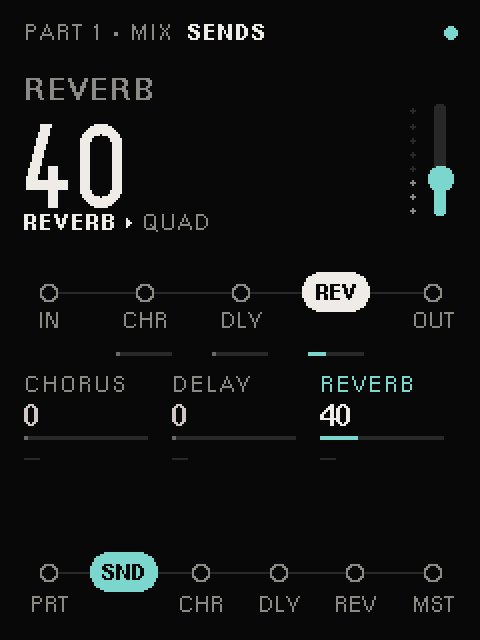 PART 1 · MIX SENDS
REVERB
40
REVERB ▸ QUAD
REV
IN CHR DLY OUT
CHORUS DELAY REVERB
0 0 40
SND
PRT CHR DLY REV MST